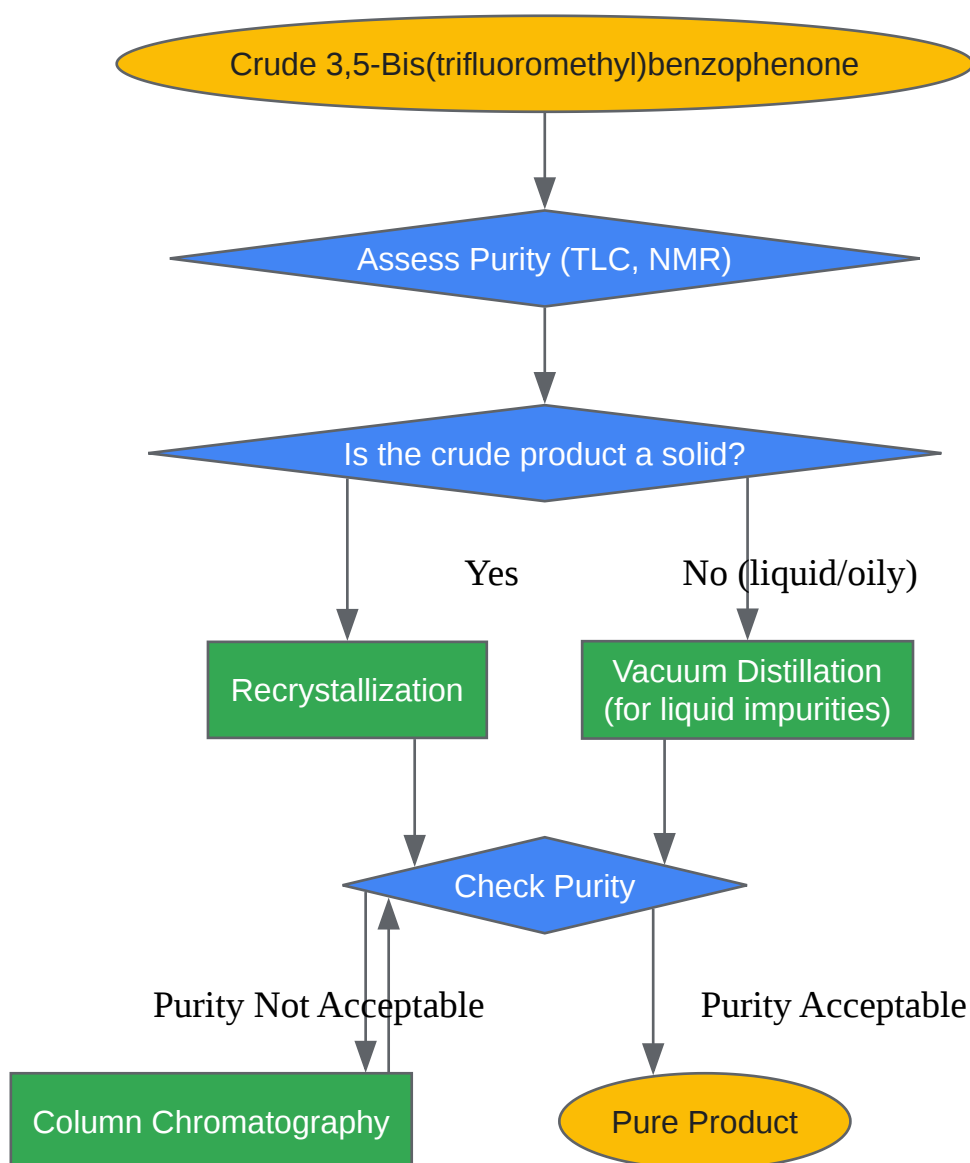 Crude 3,5-Bis(trifluoromethyl)benzophenone
Assess Purity (TLC, NMR)
Is the crude product a solid?
Yes
No (liquid/oily)
Recrystallization
Vacuum Distillation
(for liquid impurities)
Check Purity
Purity Not Acceptable
Purity Acceptable
Column Chromatography
Pure Product